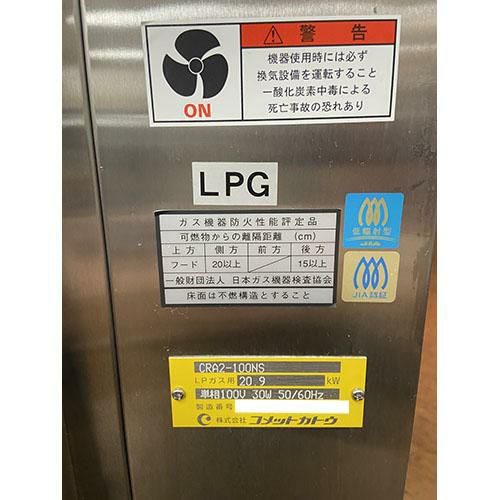 警告
機器使用時には必ず
換気設備を運転すること
一酸化炭素中毒による
死亡事故の恐れあり
ON
LPG
ガス機器防火性能評定品
可燃物からの離隔距離 (cm)
上方 側方 前方 後方
フード 20以上 15以上
一般財団法人 日本ガス機器検査協会
床面は不燃構造とすること
低輻射型
JIA
JIA認証
CRA2-100NS
LPガス用 20.9 kW
単相100V 30W 50/60Hz
製造番号
株式会社 コメットカトウ